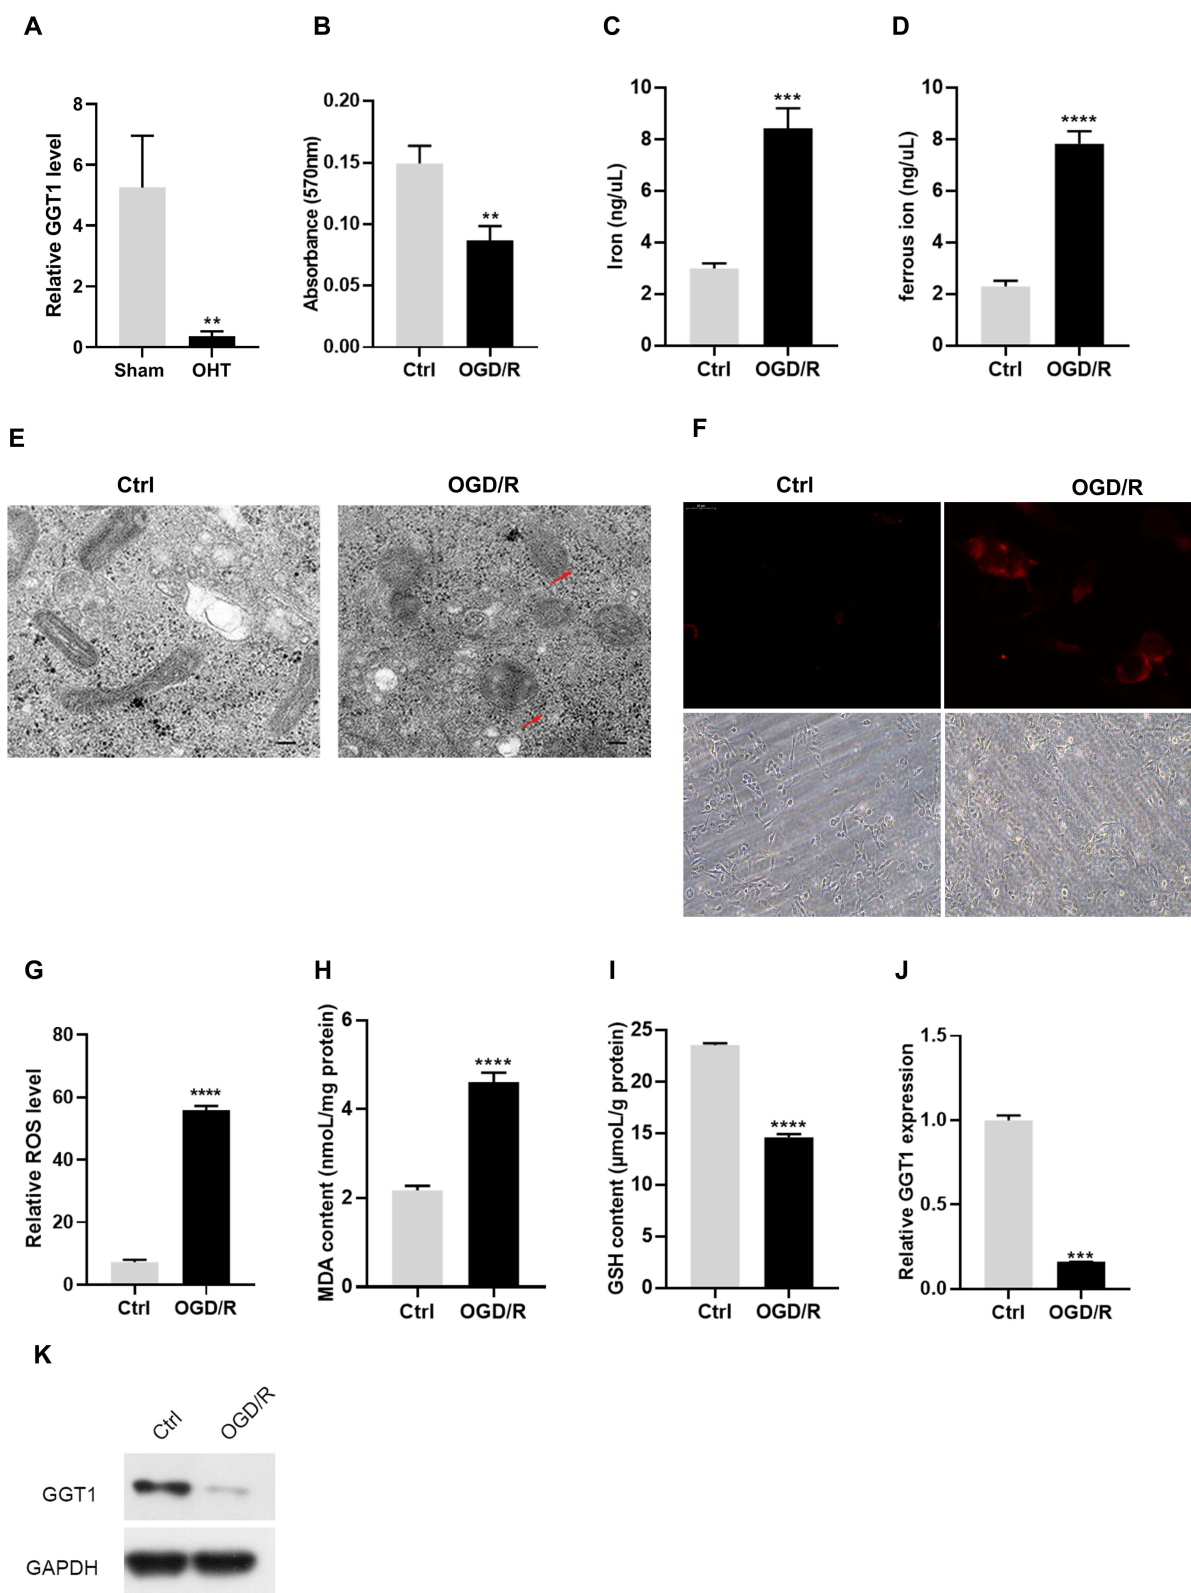 A
B
C
D
Relative GGT1 level
8
6
4
2
0
**
Sham
OHT
Absorbance (570nm)
0.20
0.15
0.10
0.05
0.00
**
Ctrl
OGD/R
Iron (ng/uL)
10
8
6
4
2
0
***
Ctrl
OGD/R
ferrous ion (ng/uL)
10
8
6
4
2
0
****
Ctrl
OGD/R
E
Ctrl
OGD/R
F
Ctrl
OGD/R
G
H
I
J
Relative ROS level
80
60
40
20
0
****
Ctrl
OGD/R
MDA content (nmoL/mg protein)
6
4
2
0
****
Ctrl
OGD/R
GSH content (μmoL/g protein)
25
20
15
10
5
0
****
Ctrl
OGD/R
Relative GGT1 expression
1.5
1.0
0.5
0.0
***
Ctrl
OGD/R
K
Ctrl
OGD/R
GGT1
GAPDH